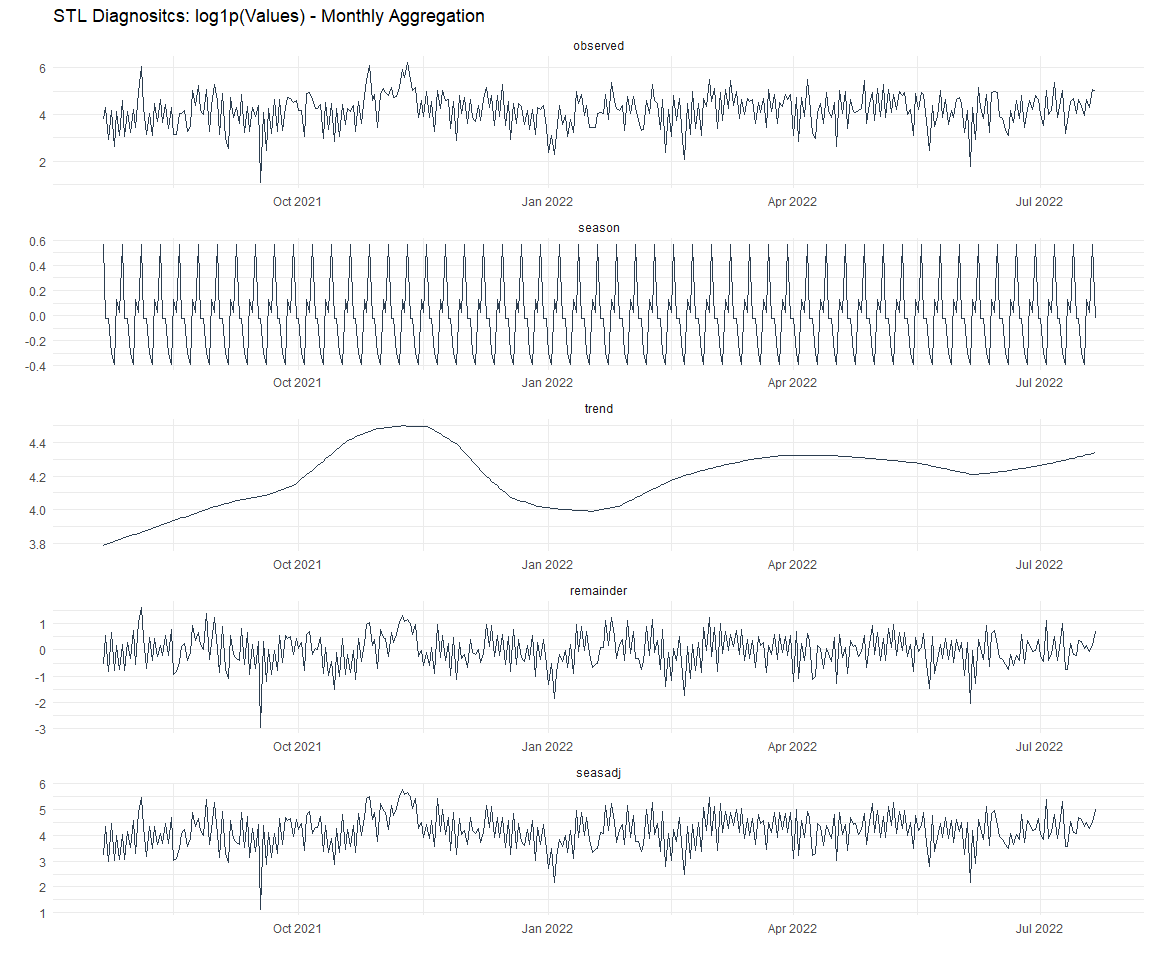 STL Diagnositcs: log1p(Values) - Monthly Aggregation
observed
6
4
2
Oct 2021 Jan 2022 Apr 2022 Jul 2022
season
0.6
0.4
0.2
0.0
-0.2
-0.4
Oct 2021 Jan 2022 Apr 2022 Jul 2022
trend
4.4
4.2
4.0
3.8
Oct 2021 Jan 2022 Apr 2022 Jul 2022
remainder
1
0
-1
-2
-3
Oct 2021 Jan 2022 Apr 2022 Jul 2022
seasadj
6
5
4
3
2
1
Oct 2021 Jan 2022 Apr 2022 Jul 2022